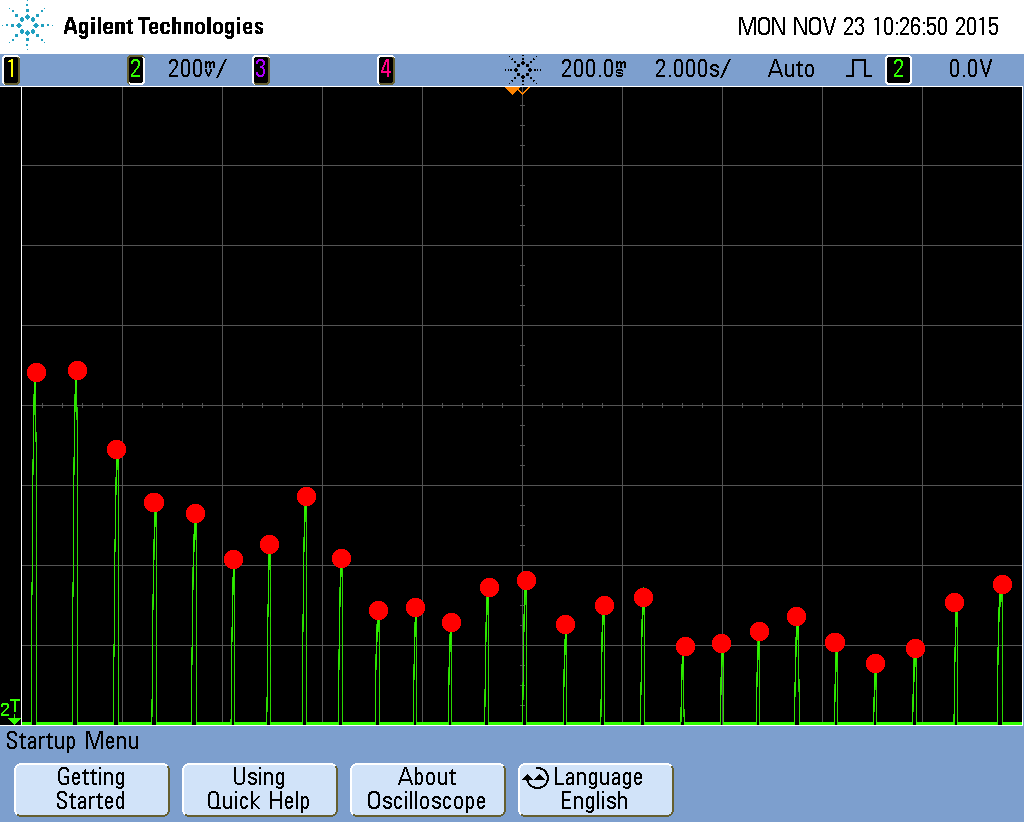 Agilent Technologies MON NOV 23 10:26:50 2015
1 2 200mV/ 3 4 200.0ms 2.000s/ Auto 2 0.0V
2T
Startup Menu
Getting Using About Language
Started Quick Help Oscilloscope English